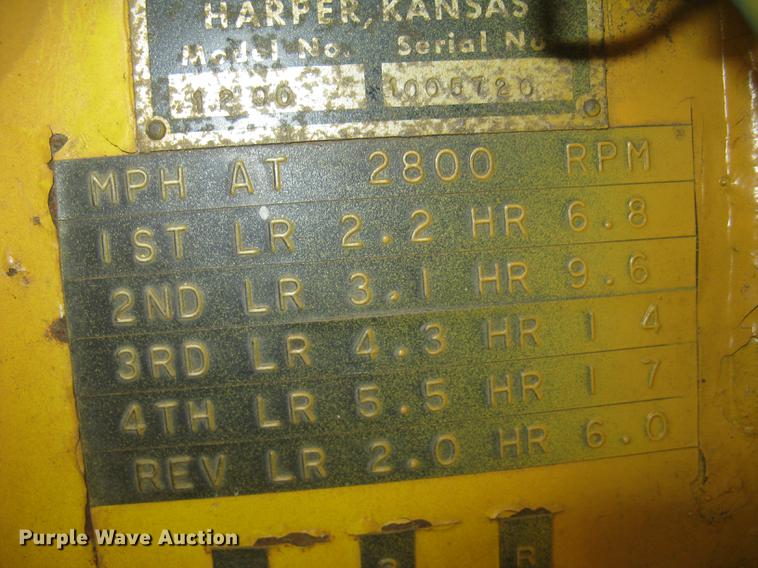 HARPER, KANSAS
Model No. Serial No
1200 1005720
MPH AT 2800 RPM
1ST LR 2.2 HR 6.8
2ND LR 3.1 HR 9.6
3RD LR 4.3 HR 14
4TH LR 5.5 HR 17
REV LR 2.0 HR 6.0
R
Purple Wave Auction